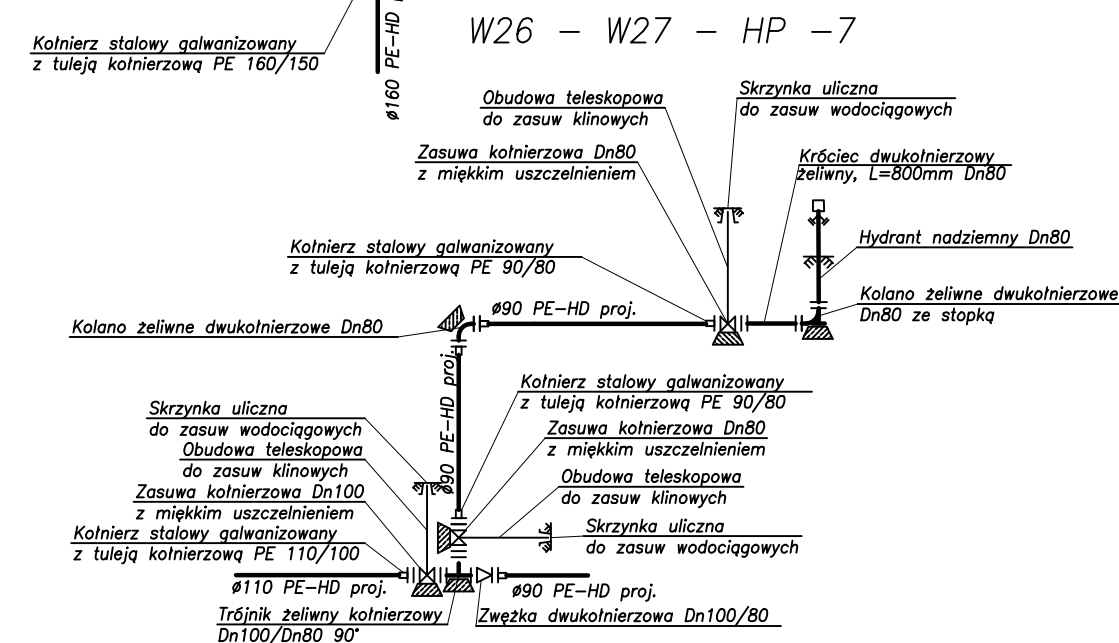 Kołnierz stalowy galwanizowany
z tuleją kołnierzową PE 160/150
ø160 PE-HD
W26 - W27 - HP -7
Skrzynka uliczna
do zasuw wodociągowych
Obudowa teleskopowa
do zasuw klinowych
Zasuwa kołnierzowa Dn80
z miękkim uszczelnieniem
Króciec dwukołnierzowy
żeliwny, L=800mm Dn80
Kołnierz stalowy galwanizowany
z tuleją kołnierzową PE 90/80
Hydrant nadziemny Dn80
Kolano żeliwne dwukołnierzowe
Dn80 ze stopką
ø90 PE-HD proj.
Kolano żeliwne dwukołnierzowe Dn80
ø90 PE-HD proj.
Kołnierz stalowy galwanizowany
z tuleją kołnierzową PE 90/80
Skrzynka uliczna
do zasuw wodociągowych
Zasuwa kołnierzowa Dn80
z miękkim uszczelnieniem
Obudowa teleskopowa
do zasuw klinowych
Obudowa teleskopowa
do zasuw klinowych
Zasuwa kołnierzowa Dn100
z miękkim uszczelnieniem
Skrzynka uliczna
do zasuw wodociągowych
Kołnierz stalowy galwanizowany
z tuleją kołnierzową PE 110/100
ø110 PE-HD proj.
ø90 PE-HD proj.
Trójnik żeliwny kołnierzowy
Dn100/Dn80 90°
Zwężka dwukołnierzowa Dn100/80